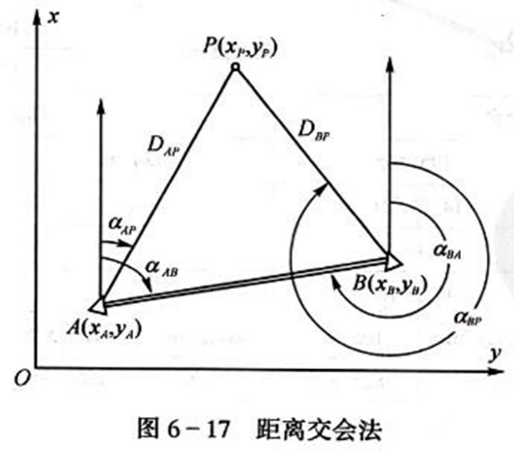 x
P(x_P,y_P)
D_AP
D_BP
α_AP
α_AB
α_BA
B(x_B,y_B)
α_BP
A(x_A,y_A)
y
O
图 6-17 距离交会法